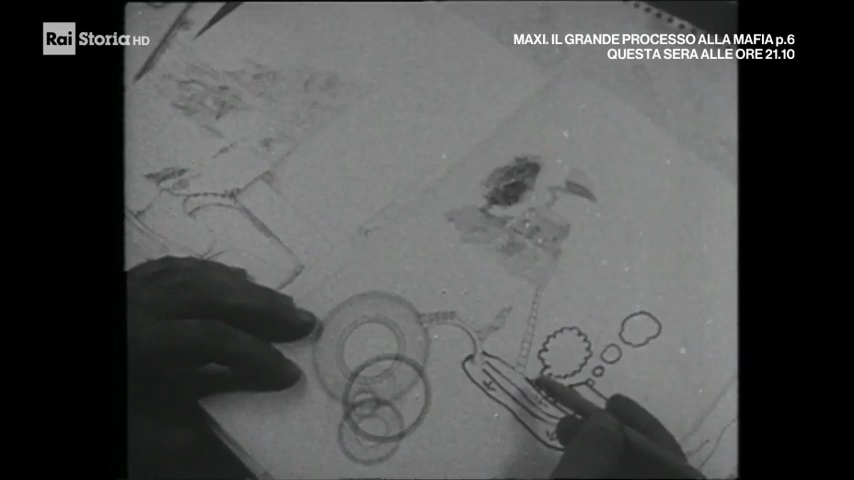 Rai Storia HD
MAXI. IL GRANDE PROCESSO ALLA MAFIA p.6
QUESTA SERA ALLE ORE 21.10